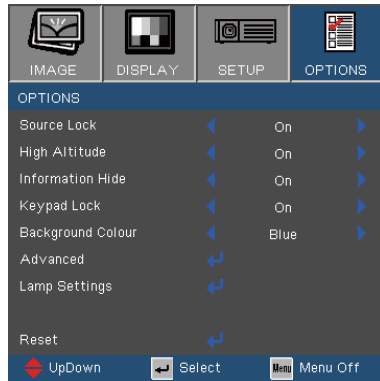 IMAGE DISPLAY SETUP OPTIONS
OPTIONS
Source Lock On
High Altitude On
Information Hide On
Keypad Lock On
Background Colour Blue
Advanced
Lamp Settings
Reset
UpDown Select Menu Menu Off